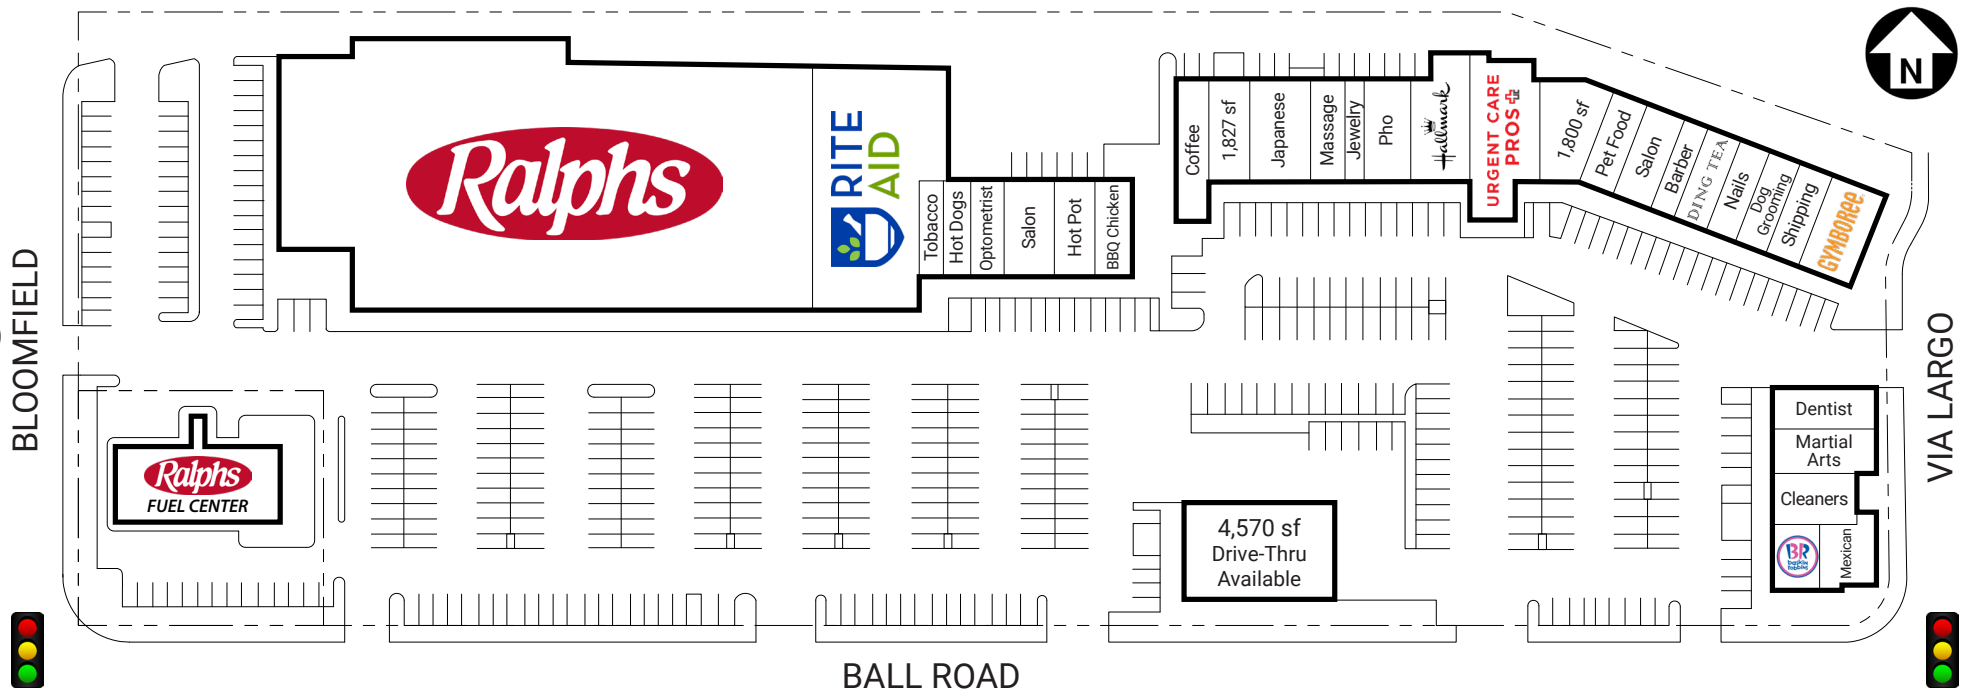 N
Ralphs
RITE
AID
Tobacco
Hot Dogs
Optometrist
Salon
Hot Pot
BBQ Chicken
Coffee
1,827 sf
Japanese
Massage
Jewelry
Pho
Hallmark
URGENT CARE
PROS
1,800 sf
Pet Food
Salon
Barber
DING TEA
Nails
Dog
Grooming
Shipping
GYMBOREE
BLOOMFIELD
VIA LARGO
Ralphs
FUEL CENTER
4,570 sf
Drive-Thru
Available
Dentist
Martial
Arts
Cleaners
BR
baskin
robbins
Mexican
BALL ROAD